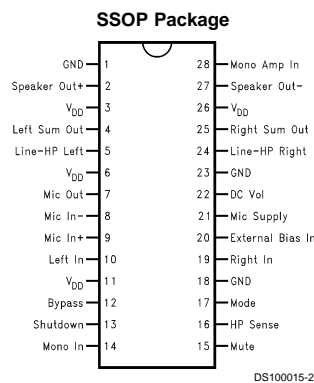 SSOP Package
GND 1 28 Mono Amp In
Speaker Out+ 2 27 Speaker Out-
VDD 3 26 VDD
Left Sum Out 4 25 Right Sum Out
Line-HP Left 5 24 Line-HP Right
VDD 6 23 GND
Mic Out 7 22 DC Vol
Mic In- 8 21 Mic Supply
Mic In+ 9 20 External Bias In
Left In 10 19 Right In
VDD 11 18 GND
Bypass 12 17 Mode
Shutdown 13 16 HP Sense
Mono In 14 15 Mute
DS100015-2